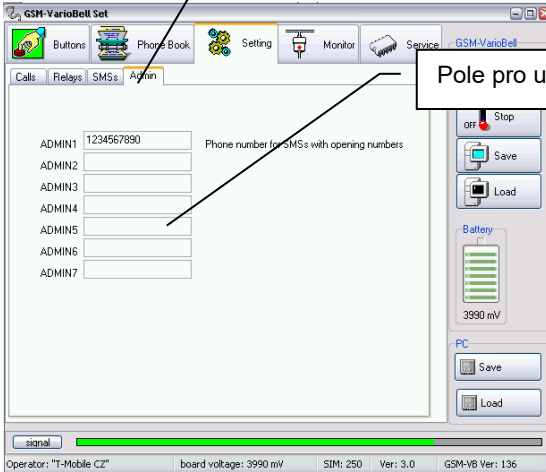 GSM-VarioBell Set
Buttons
Phone Book
Setting
Monitor
Service
GSM-VarioBell
Calls
Relays
SMSs
Admin
Pole pro u
OFF
Stop
ADMIN1
1234567890
Phone number for SMSs with opening numbers
Save
ADMIN2
ADMIN3
Load
ADMIN4
ADMIN5
Battery
ADMIN6
ADMIN7
3990 mV
PC
Save
Load
signal
Operator: "T-Mobile CZ"
board voltage: 3990 mV
SIM: 250
Ver: 3.0
GSM-VB Ver: 136